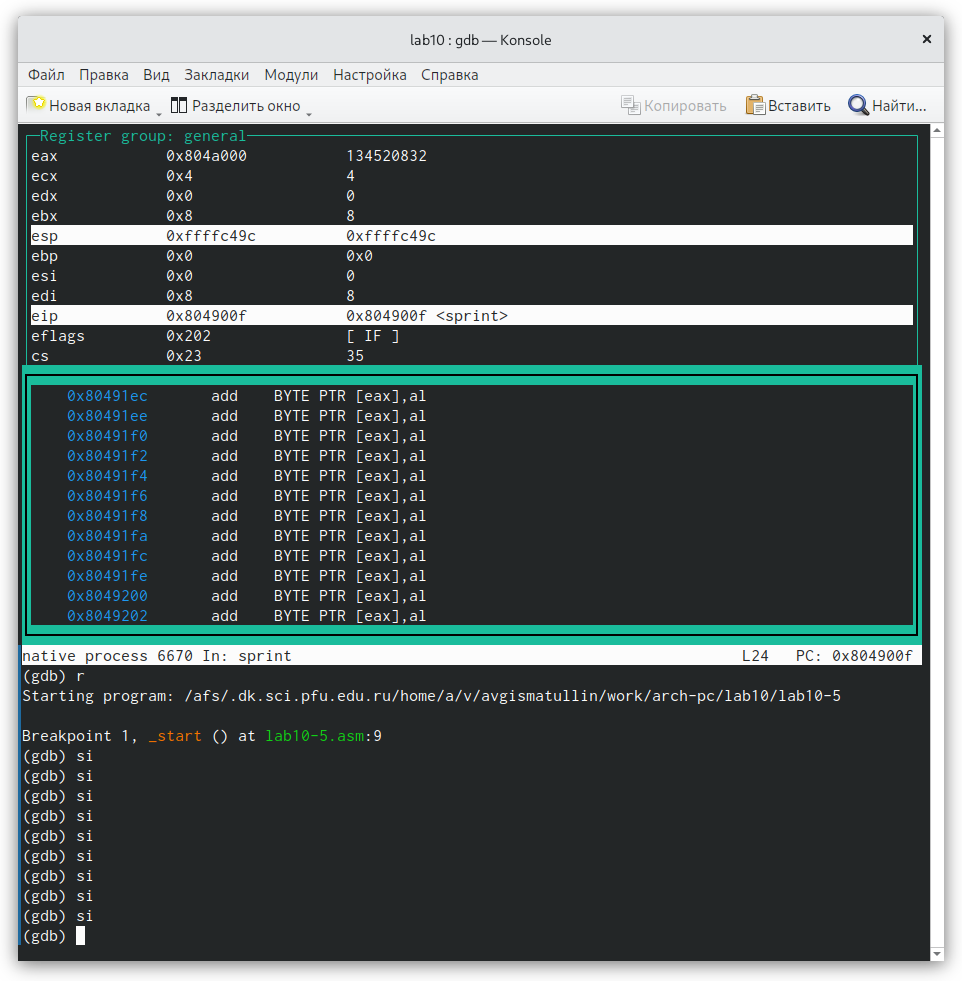 lab10 : gdb — Konsole
Файл Правка Вид Закладки Модули Настройка Справка
Новая вкладка Разделить окно Копировать Вставить Найти...
Register group: general
eax 0x804a000 134520832
ecx 0x4 4
edx 0x0 0
ebx 0x8 8
esp 0xffffc49c 0xffffc49c
ebp 0x0 0x0
esi 0x0 0
edi 0x8 8
eip 0x804900f 0x804900f <sprint>
eflags 0x202 [ IF ]
cs 0x23 35
0x80491ec add BYTE PTR [eax],al
0x80491ee add BYTE PTR [eax],al
0x80491f0 add BYTE PTR [eax],al
0x80491f2 add BYTE PTR [eax],al
0x80491f4 add BYTE PTR [eax],al
0x80491f6 add BYTE PTR [eax],al
0x80491f8 add BYTE PTR [eax],al
0x80491fa add BYTE PTR [eax],al
0x80491fc add BYTE PTR [eax],al
0x80491fe add BYTE PTR [eax],al
0x8049200 add BYTE PTR [eax],al
0x8049202 add BYTE PTR [eax],al
native process 6670 In: sprint L24 PC: 0x804900f
(gdb) r
Starting program: /afs/.dk.sci.pfu.edu.ru/home/a/v/avgismatullin/work/arch-pc/lab10/lab10-5
Breakpoint 1, _start () at lab10-5.asm:9
(gdb) si
(gdb) si
(gdb) si
(gdb) si
(gdb) si
(gdb) si
(gdb) si
(gdb) si
(gdb) si
(gdb)